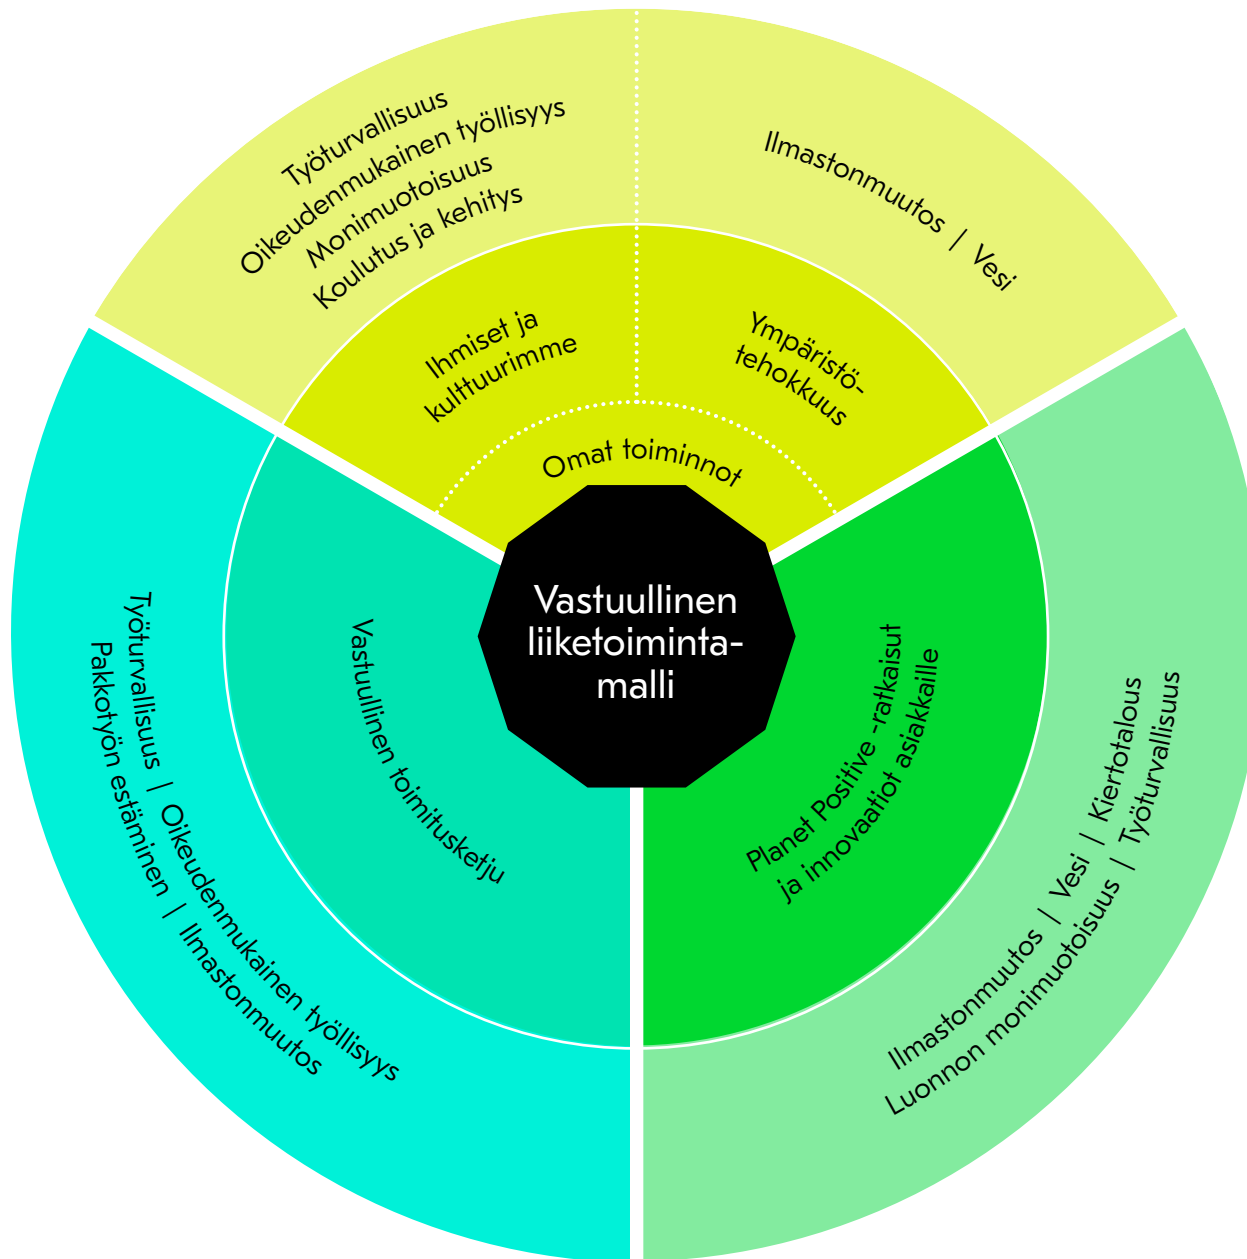 Työturvallisuus
Oikeudenmukainen työllisyys
Monimuotoisuus
Koulutus ja kehitys
Ilmastonmuutos | Vesi
Ihmiset ja
kulttuurimme
Ympäristö-
tehokkuus
Omat toiminnot
Vastuullinen
liiketoiminta-
malli
Vastuullinen toimitusketju
Työturvallisuus | Oikeudenmukainen työllisyys
Pakkotyön estäminen | Ilmastonmuutos
Planet Positive -ratkaisut
ja innovaatiot asiakkaille
Ilmastonmuutos | Vesi | Kiertotalous
Luonnon monimuotoisuus | Työturvallisuus